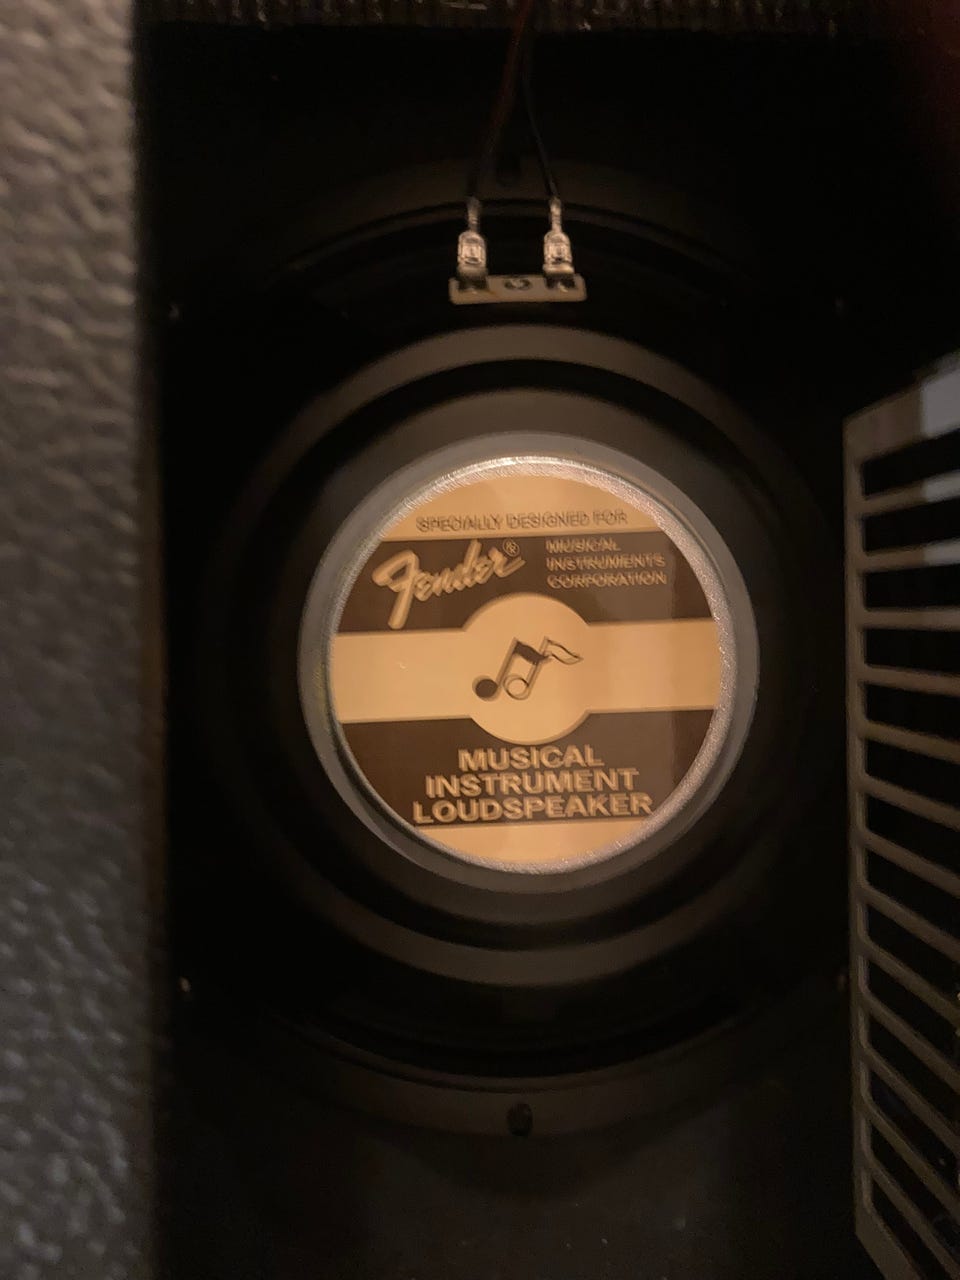 SPECIALLY DESIGNED FOR
Fender®
MUSICAL
INSTRUMENTS
CORPORATION
MUSICAL
INSTRUMENT
LOUDSPEAKER